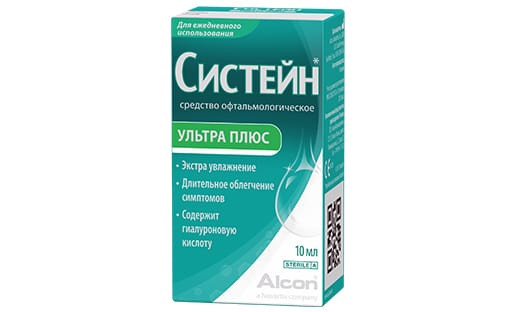 Для ежедневного
использования
СИСТЕЙН*
средство офтальмологическое
УЛЬТРА ПЛЮС
• Экстра увлажнение
• Длительное облегчение
симптомов
• Содержит
гиалуроновую
кислоту
10 мл
STERILE A
Alcon
a Novartis company
CE